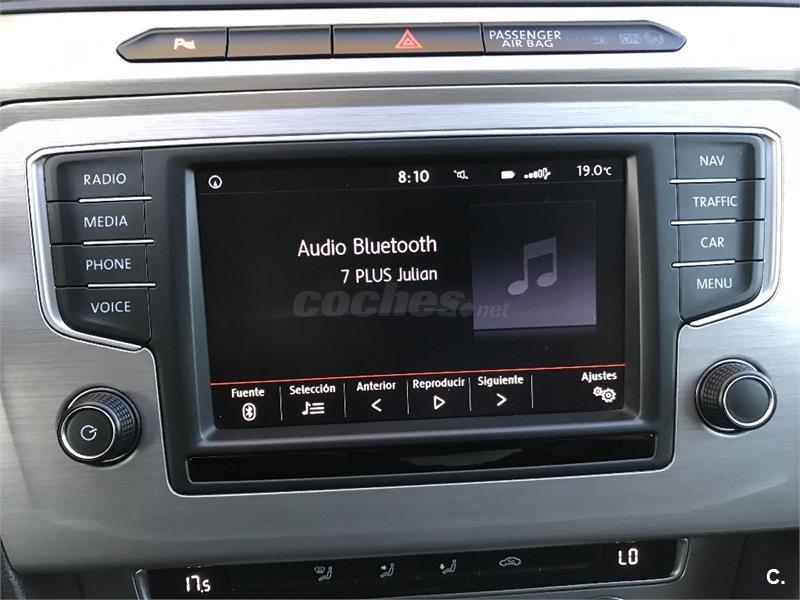 PASSENGER
AIR BAG
ON
RADIO
MEDIA
PHONE
VOICE
8:10
19.0°C
Audio Bluetooth
7 PLUS Julian
coches.net
Fuente
Selección
Anterior
Reproducir
Siguiente
Ajustes
NAV
TRAFFIC
CAR
MENU
17,5
LO
C.